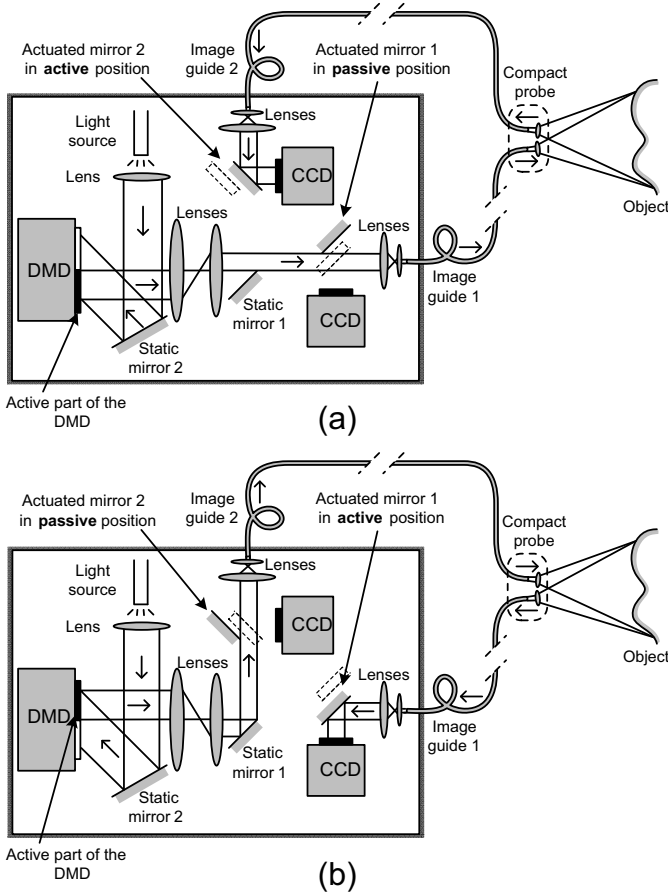 Actuated mirror 2
in active position
Image
guide 2
Actuated mirror 1
in passive position
Compact
probe
Light
source
Lenses
Lens
CCD
Lenses
Lenses
DMD
Object
Image
guide 1
Static
mirror 1
CCD
Static
mirror 2
Active part of the
DMD
(a)
Actuated mirror 2
in passive position
Image
guide 2
Actuated mirror 1
in active position
Compact
probe
Light
source
Lenses
Lens
CCD
Lenses
Lenses
DMD
Object
Image
guide 1
Static
mirror 1
CCD
Static
mirror 2
Active part of the
DMD
(b)